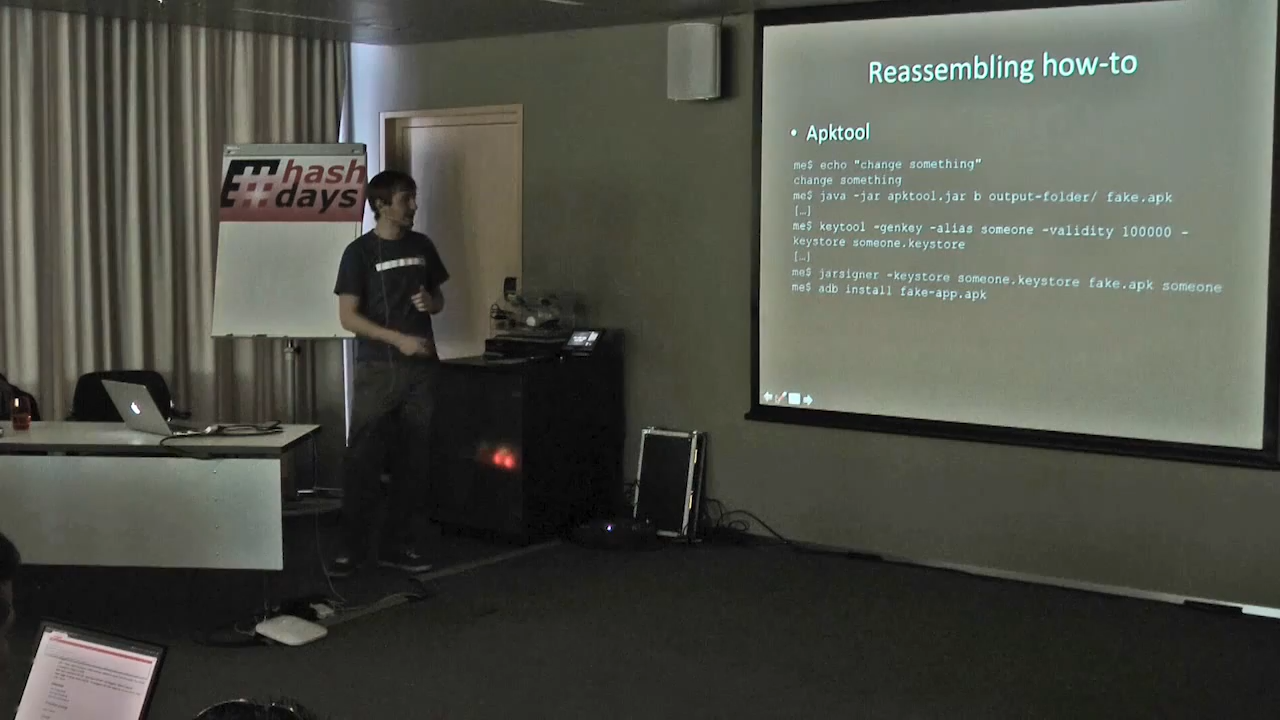 hash
days
Reassembling how-to
• Apktool
me$ echo "change something"
change something
me$ java -jar apktool.jar b output-folder/ fake.apk
[…]
me$ keytool -genkey -alias someone -validity 100000 -
keystore someone.keystore
[…]
me$ jarsigner -keystore someone.keystore fake.apk someone
me$ adb install fake-app.apk